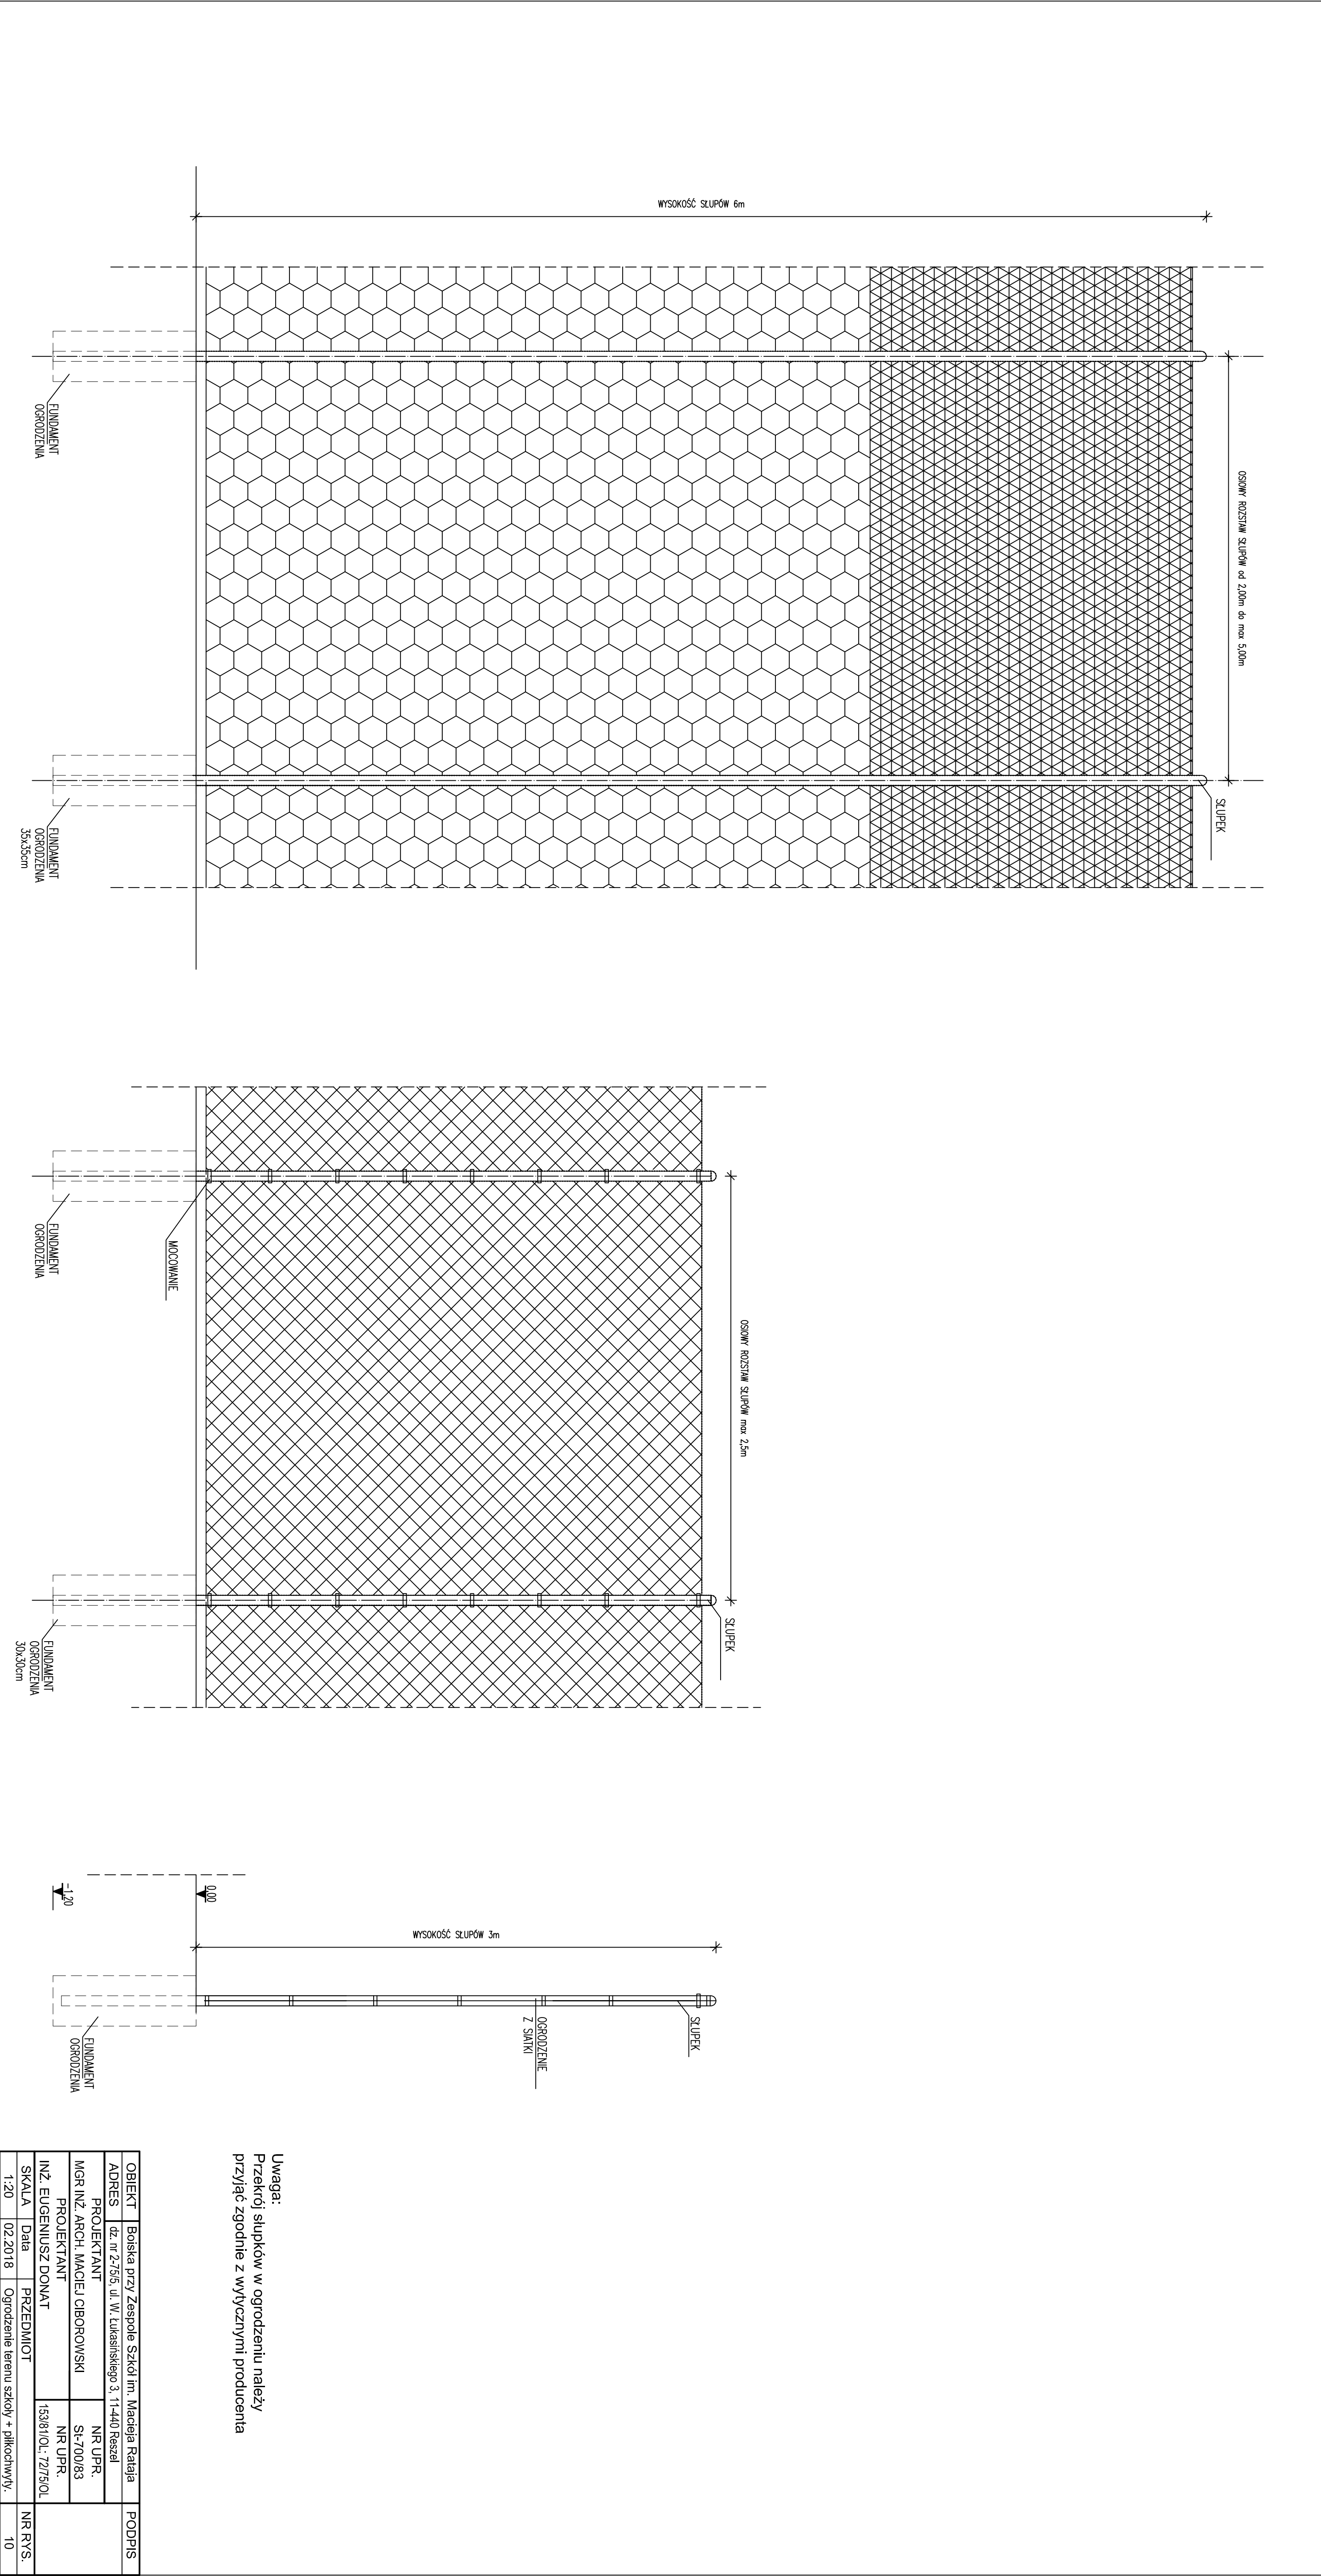 WYSOKOŚĆ SŁUPÓW 6m
OSIOWY ROZSTAW SŁUPÓW od 2,00m do max 5,00m
SŁUPEK
FUNDAMENT
OGRODZENIA
FUNDAMENT
OGRODZENIA
35x35cm
OSIOWY ROZSTAW SŁUPÓW max 2,5m
SŁUPEK
MOCOWANIE
FUNDAMENT
OGRODZENIA
FUNDAMENT
OGRODZENIA
30x30cm
WYSOKOŚĆ SŁUPÓW 3m
0.00
-1.20
SŁUPEK
OGRODZENIE
Z SIATKI
FUNDAMENT
OGRODZENIA
Uwaga:
Przekrój słupków w ogrodzeniu należy
przyjąć zgodnie z wytycznymi producenta
OBIEKT Boiska przy Zespole Szkół im. Macieja Rataja PODPIS
ADRES dz. nr 2-75/5, ul. W. Łukasińskiego 3, 11-440 Reszel
PROJEKTANT NR UPR.
MGR INŻ. ARCH. MACIEJ CIBOROWSKI St-700/83
PROJEKTANT NR UPR.
INŻ. EUGENIUSZ DONAT 153/81/OL; 72/75/OL
SKALA Data PRZEDMIOT NR RYS.
1:20 02.2018 Ogrodzenie terenu szkoły + piłkochwyty. 10